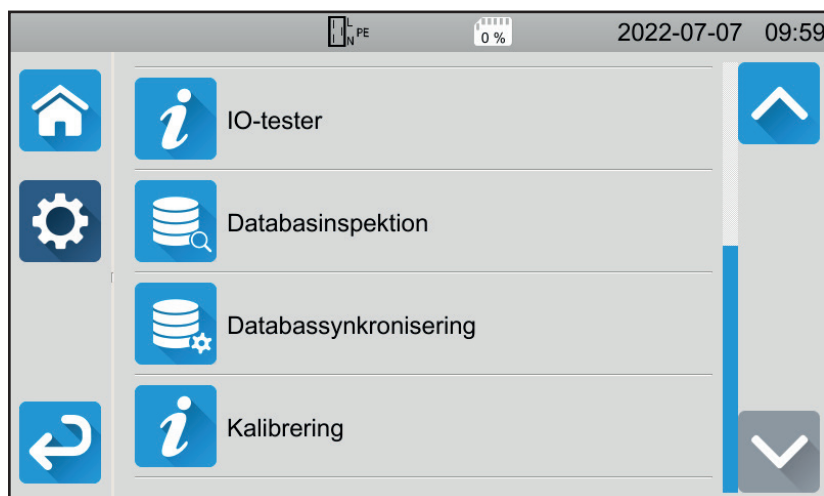 L
N PE
0 %
2022-07-07 09:59
IO-tester
Databasinspektion
Databassynkronisering
Kalibrering